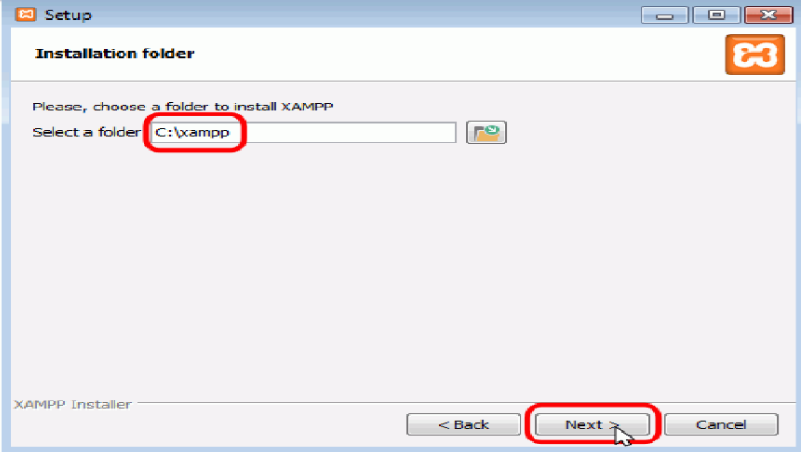 Setup
Installation folder
Please, choose a folder to install XAMPP
Select a folder C:\xampp
XAMPP Installer
< Back Next > Cancel